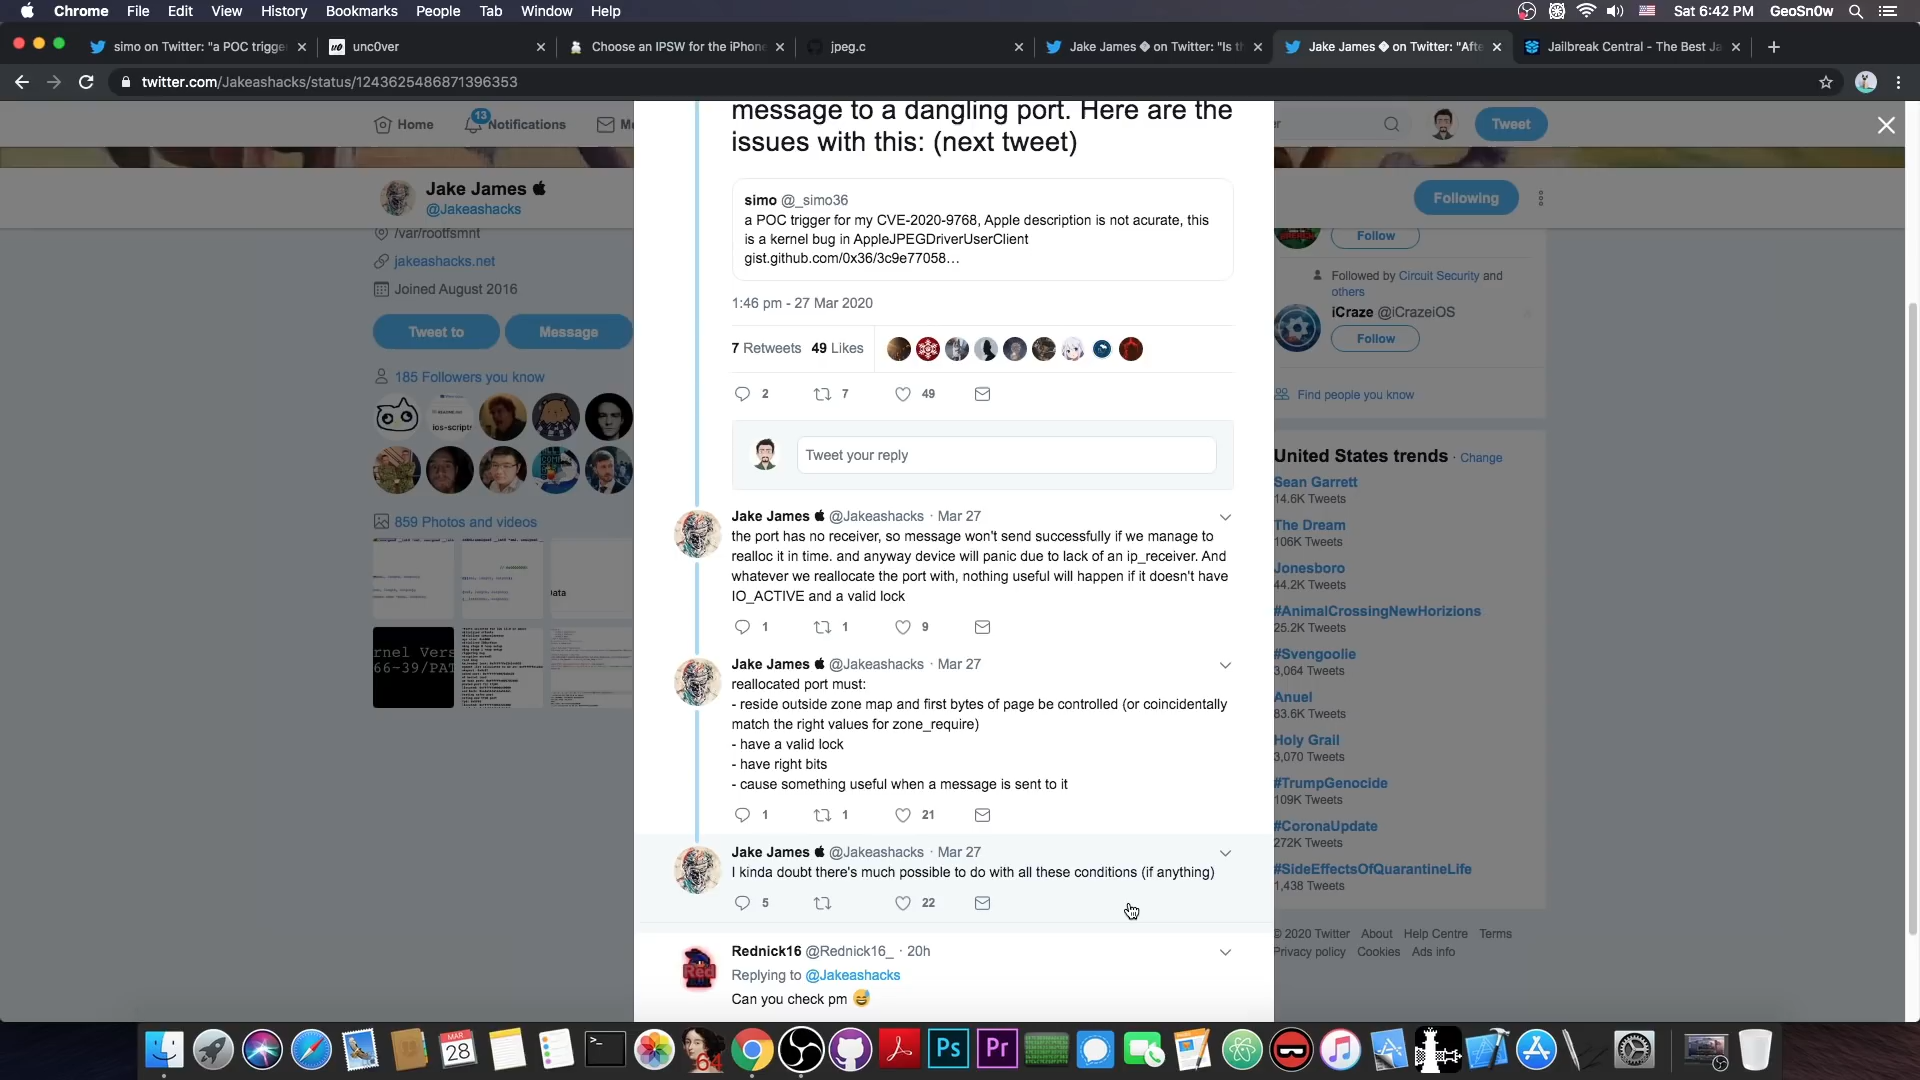 Chrome File Edit View History Bookmarks People Tab Window Help
Sat 6:42 PM GeoSn0w
simo on Twitter: "a POC trigge
unc0ver
Choose an IPSW for the iPhone
jpeg.c
Jake James � on Twitter: "Is t
Jake James � on Twitter: "Afte
Jailbreak Central - The Best Ja
twitter.com/Jakeashacks/status/1243625486871396353
Home
13
Notifications
Tweet
Jake James
@Jakeashacks
Following
/var/rootfsmnt
jakeashacks.net
Joined August 2016
Tweet to
Message
185 Followers you know
859 Photos and videos
message to a dangling port. Here are the
issues with this: (next tweet)
simo @_simo36
a POC trigger for my CVE-2020-9768, Apple description is not acurate, this
is a kernel bug in AppleJPEGDriverUserClient
gist.github.com/0x36/3c9e77058…
1:46 pm - 27 Mar 2020
7 Retweets 49 Likes
2 7 49
Tweet your reply
Jake James @Jakeashacks · Mar 27
the port has no receiver, so message won't send successfully if we manage to
realloc it in time. and anyway device will panic due to lack of an ip_receiver. And
whatever we reallocate the port with, nothing useful will happen if it doesn't have
IO_ACTIVE and a valid lock
1 1 9
Jake James @Jakeashacks · Mar 27
reallocated port must:
- reside outside zone map and first bytes of page be controlled (or coincidentally
match the right values for zone_require)
- have a valid lock
- have right bits
- cause something useful when a message is sent to it
1 1 21
Jake James @Jakeashacks · Mar 27
I kinda doubt there's much possible to do with all these conditions (if anything)
5 22
Rednick16 @Rednick16_ · 20h
Replying to @Jakeashacks
Can you check pm 😅
Follow
Followed by Circuit Security and
others
iCraze @iCrazeiOS
Follow
Find people you know
United States trends · Change
Sean Garrett
14.6K Tweets
The Dream
106K Tweets
Jonesboro
44.2K Tweets
#AnimalCrossingNewHorizions
25.2K Tweets
#Svengoolie
3,064 Tweets
Anuel
83.6K Tweets
Holy Grail
3,070 Tweets
#TrumpGenocide
109K Tweets
#CoronaUpdate
272K Tweets
#SideEffectsOfQuarantineLife
1,438 Tweets
© 2020 Twitter About Help Centre Terms
Privacy policy Cookies Ads info
MAR
28
64
Ps
Pr